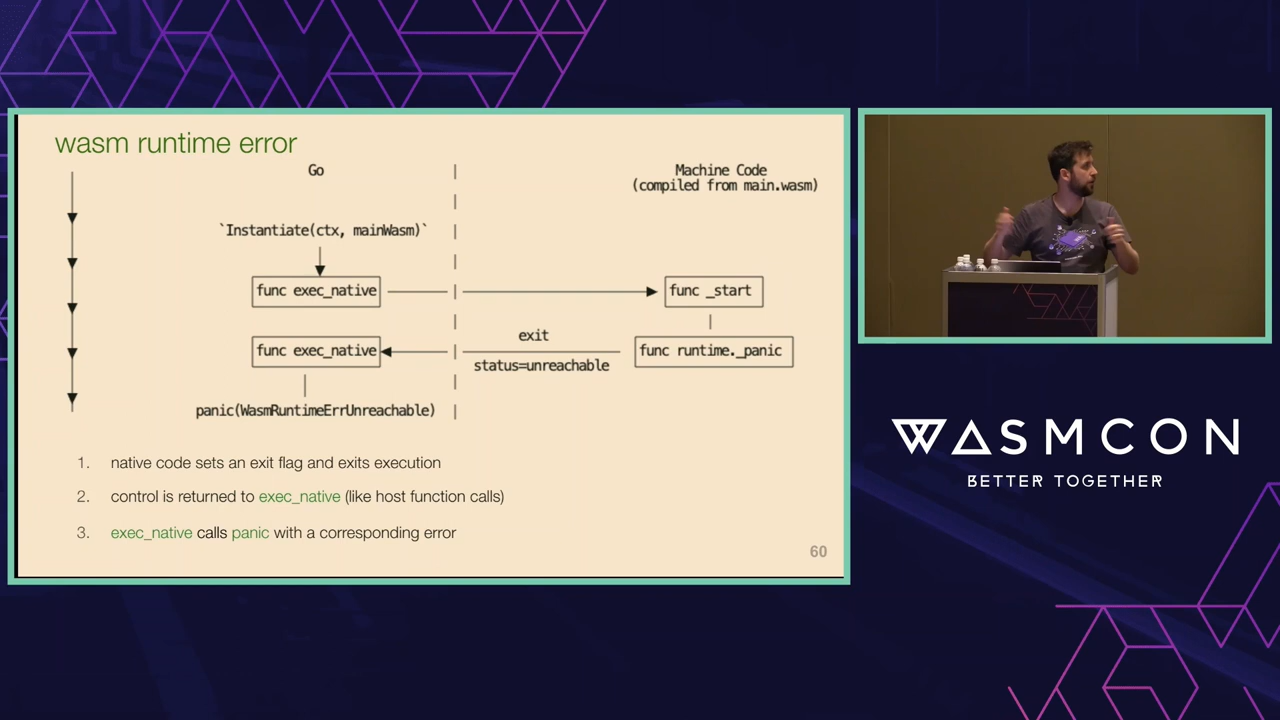 wasm runtime error
Go
Machine Code
(compiled from main.wasm)
`Instantiate(ctx, mainWasm)`
func exec_native
func _start
exit
func exec_native
func runtime._panic
status=unreachable
panic(WasmRuntimeErrUnreachable)
1. native code sets an exit flag and exits execution
2. control is returned to exec_native (like host function calls)
3. exec_native calls panic with a corresponding error
60
WASMCON
BETTER TOGETHER